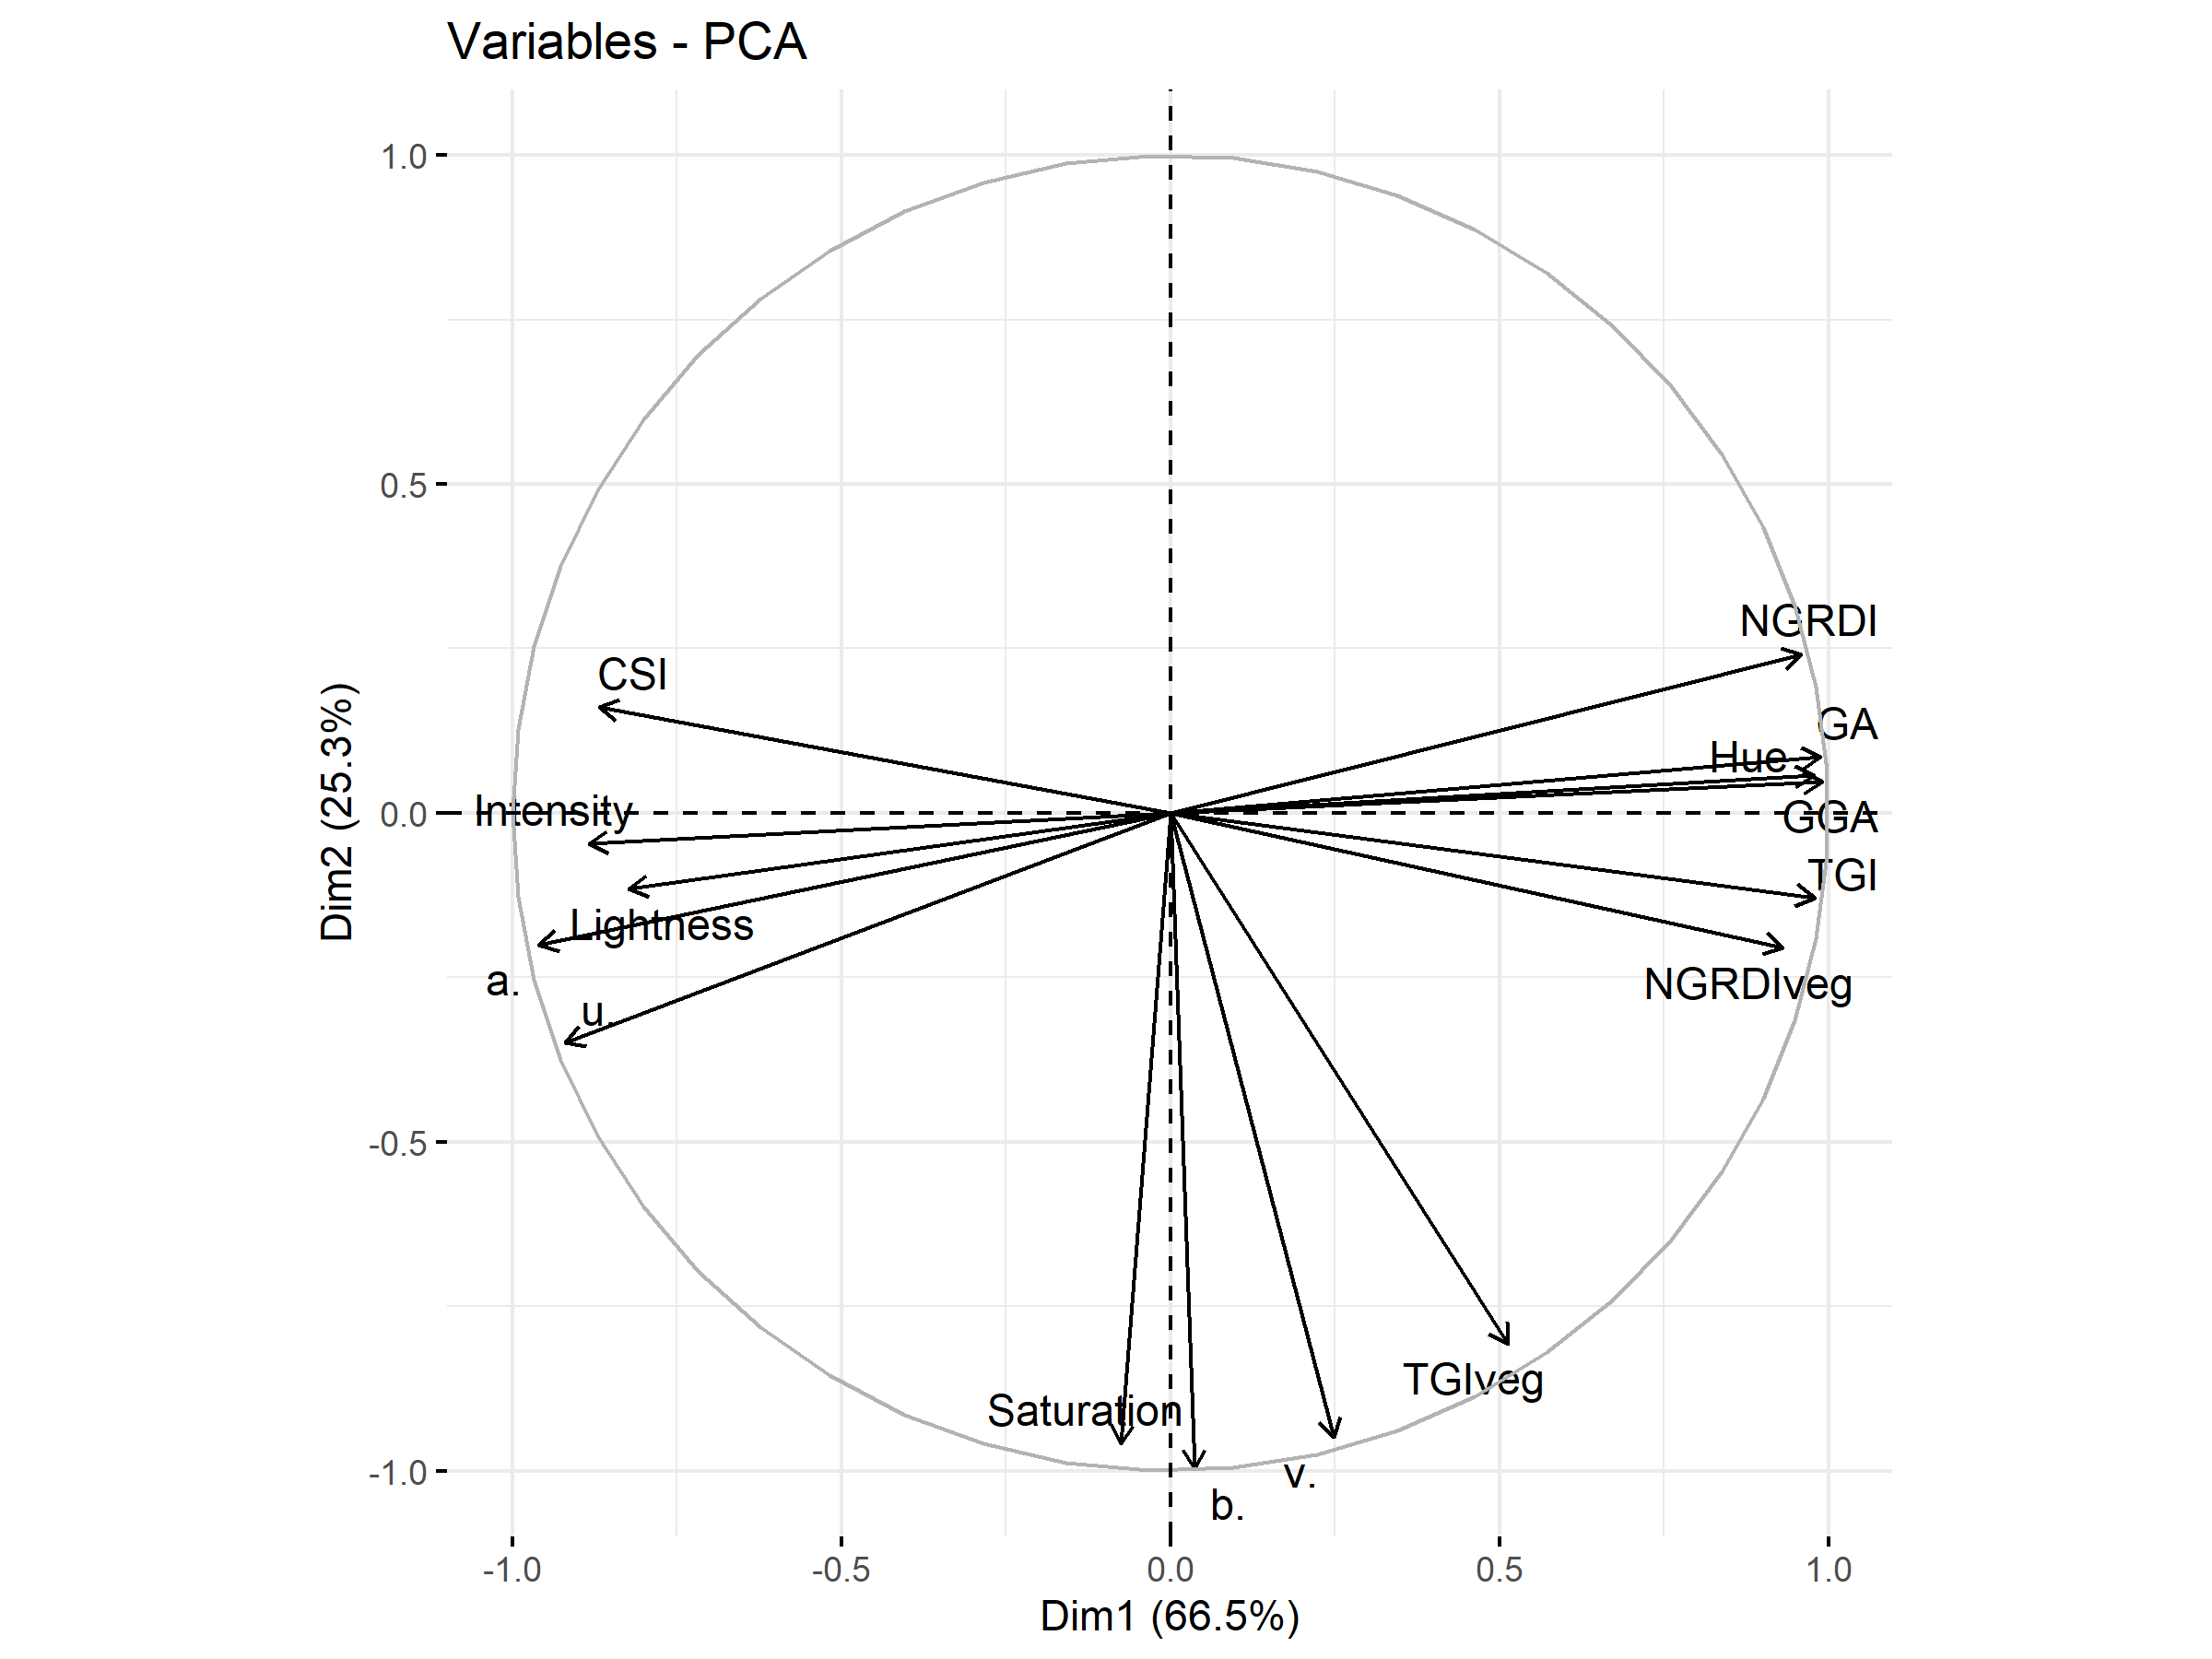 Variables - PCA
1.0
0.5
0.0
-0.5
-1.0
Dim2 (25.3%)
NGRDI
CSI
GA
Hue
Intensity
GGA
TGI
Lightness
a.
NGRDIveg
u.
TGIveg
Saturation
v.
b.
-1.0
-0.5
0.0
0.5
1.0
Dim1 (66.5%)